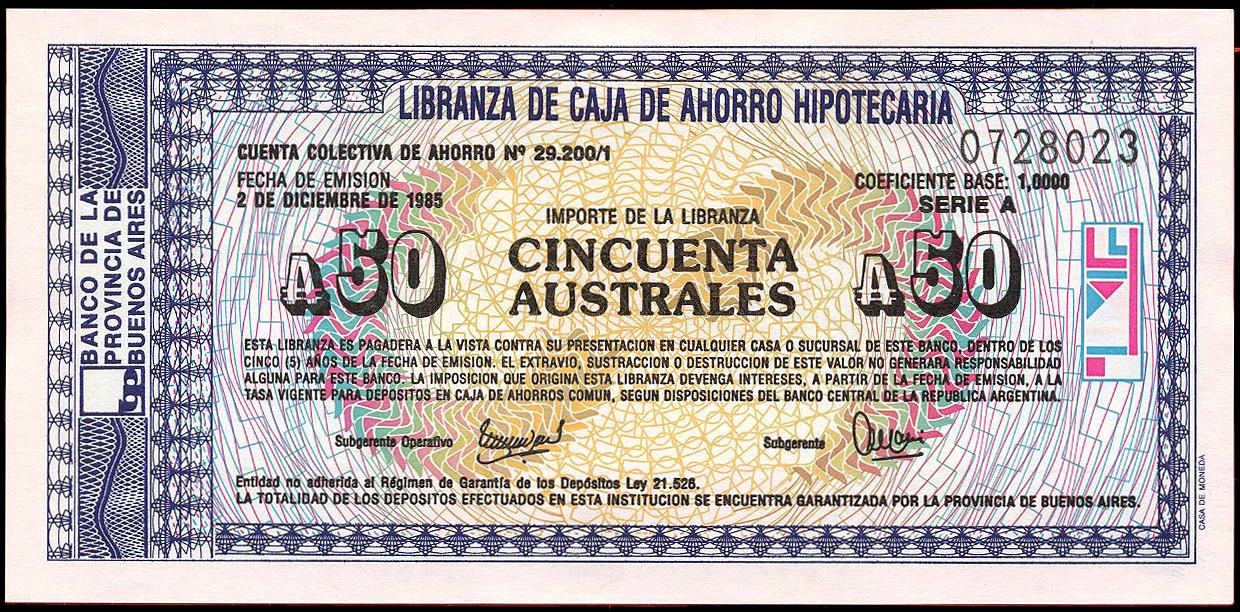 BANCO DE LA
PROVINCIA DE
BUENOS AIRES
LIBRANZA DE CAJA DE AHORRO HIPOTECARIA
0728023
CUENTA COLECTIVA DE AHORRO Nº 29.200/1
FECHA DE EMISION
2 DE DICIEMBRE DE 1985
COEFICIENTE BASE: 1,0000
SERIE A
IMPORTE DE LA LIBRANZA
₳50
CINCUENTA
AUSTRALES
₳50
ESTA LIBRANZA ES PAGADERA A LA VISTA CONTRA SU PRESENTACION EN CUALQUIER CASA O SUCURSAL DE ESTE BANCO, DENTRO DE LOS
CINCO (5) AÑOS DE LA FECHA DE EMISION. EL EXTRAVIO, SUSTRACCION O DESTRUCCION DE ESTE VALOR NO GENERARA RESPONSABILIDAD
ALGUNA PARA ESTE BANCO. LA IMPOSICION QUE ORIGINA ESTA LIBRANZA DEVENGA INTERESES, A PARTIR DE LA FECHA DE EMISION, A LA
TASA VIGENTE PARA DEPOSITOS EN CAJA DE AHORROS COMUN, SEGUN DISPOSICIONES DEL BANCO CENTRAL DE LA REPUBLICA ARGENTINA.
Subgerente Operativo
Subgerente
Entidad no adherida al Régimen de Garantía de los Depósitos Ley 21.526.
LA TOTALIDAD DE LOS DEPOSITOS EFECTUADOS EN ESTA INSTITUCION SE ENCUENTRA GARANTIZADA POR LA PROVINCIA DE BUENOS AIRES.
CASA DE MONEDA